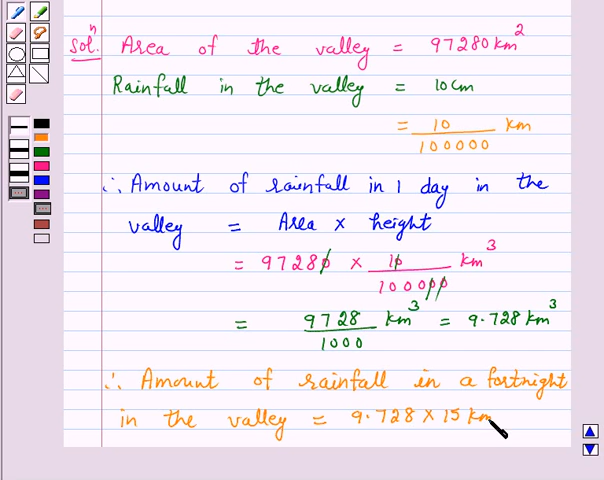 Solⁿ. Area of the valley = 97280 km²
Rainfall in the valley = 10 cm
= 10/100000 km
∴ Amount of rainfall in 1 day in the
valley = Area × height
= 97280 × 10/100000 km³
= 9728/1000 km³ = 9.728 km³
∴ Amount of rainfall in a fortnight
in the valley = 9.728 × 15 km